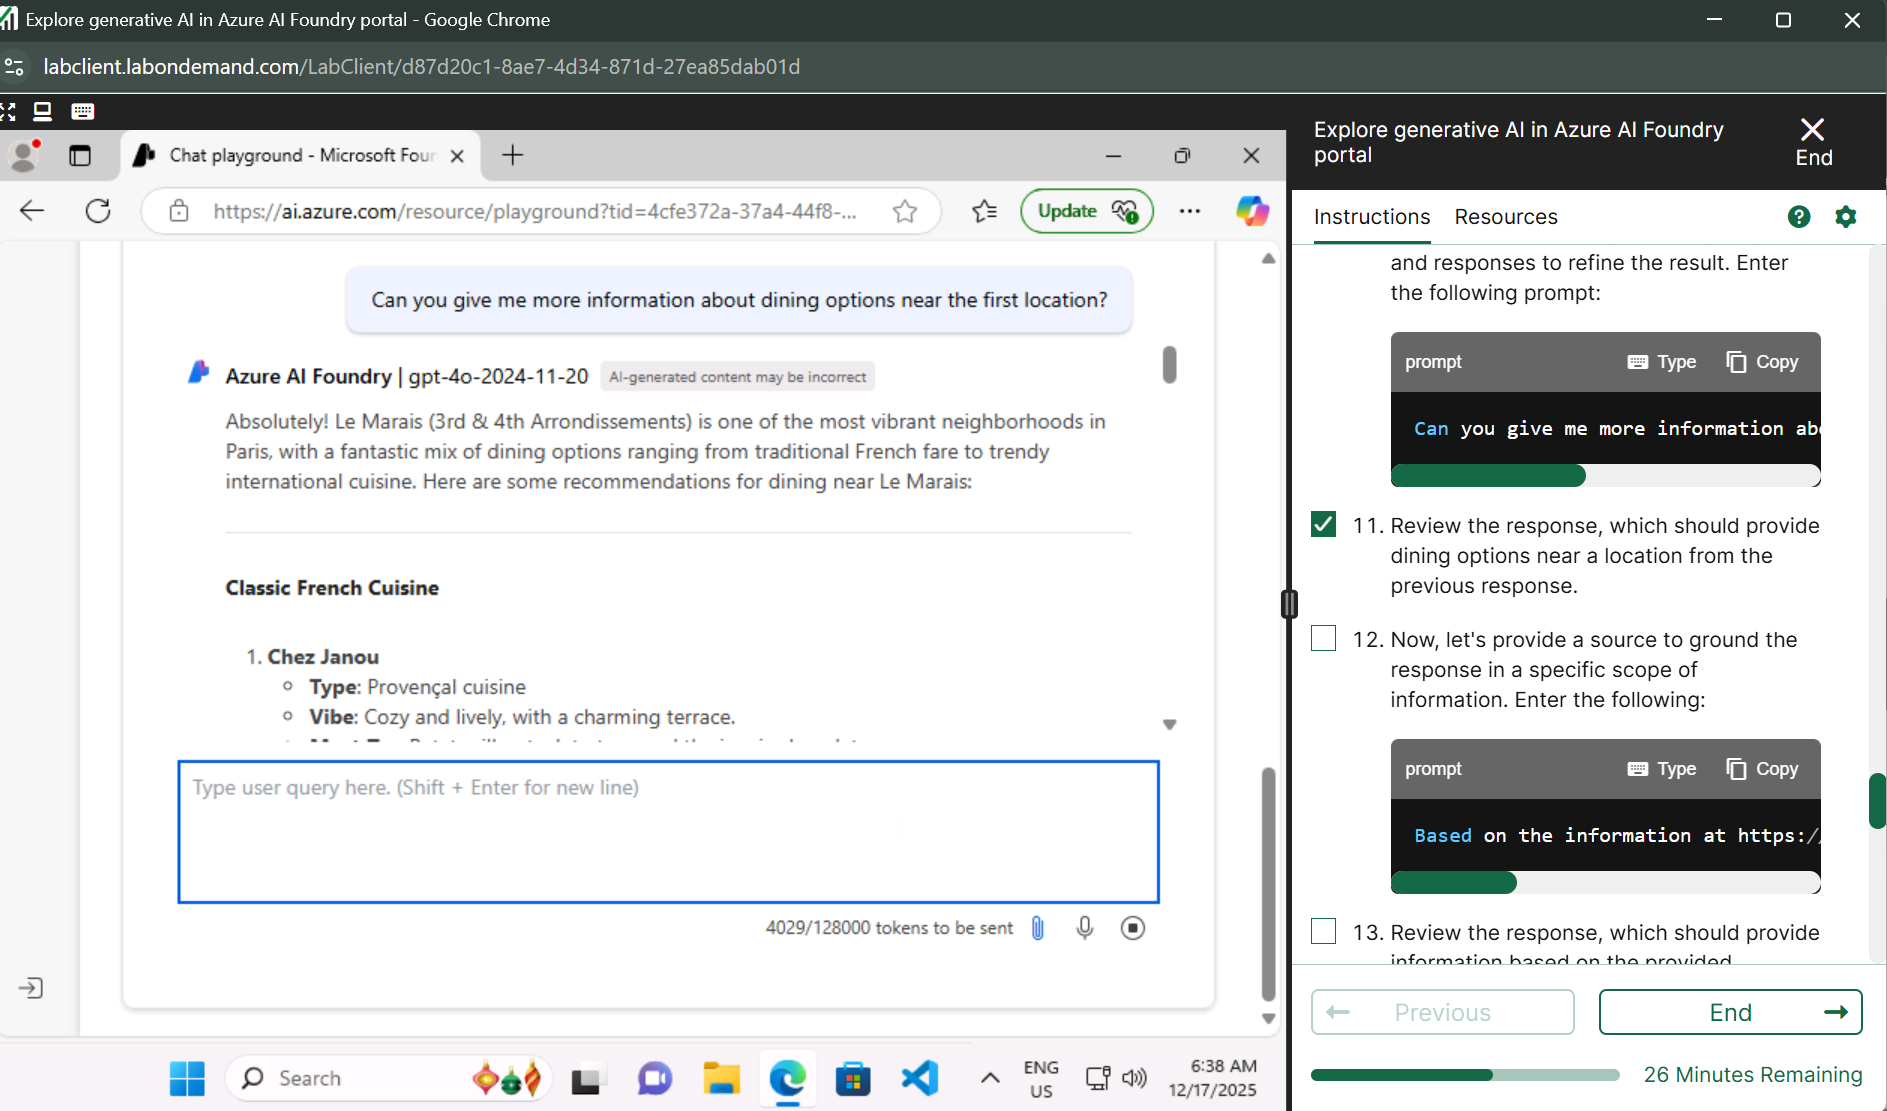 Explore generative AI in Azure AI Foundry portal - Google Chrome
labclient.labondemand.com/LabClient/d87d20c1-8ae7-4d34-871d-27ea85dab01d
Chat playground - Microsoft Four
https://ai.azure.com/resource/playground?tid=4cfe372a-37a4-44f8-...
Update
Can you give me more information about dining options near the first location?
Azure AI Foundry | gpt-4o-2024-11-20
AI-generated content may be incorrect
Absolutely! Le Marais (3rd & 4th Arrondissements) is one of the most vibrant neighborhoods in
Paris, with a fantastic mix of dining options ranging from traditional French fare to trendy
international cuisine. Here are some recommendations for dining near Le Marais:
Classic French Cuisine
1. Chez Janou
Type: Provençal cuisine
Vibe: Cozy and lively, with a charming terrace.
Type user query here. (Shift + Enter for new line)
4029/128000 tokens to be sent
Search
ENG
US
6:38 AM
12/17/2025
Explore generative AI in Azure AI Foundry
portal
End
Instructions
Resources
and responses to refine the result. Enter
the following prompt:
prompt
Type
Copy
Can you give me more information abo
11. Review the response, which should provide
dining options near a location from the
previous response.
12. Now, let's provide a source to ground the
response in a specific scope of
information. Enter the following:
prompt
Type
Copy
Based on the information at https://
13. Review the response, which should provide
information based on the provided
Previous
End
26 Minutes Remaining